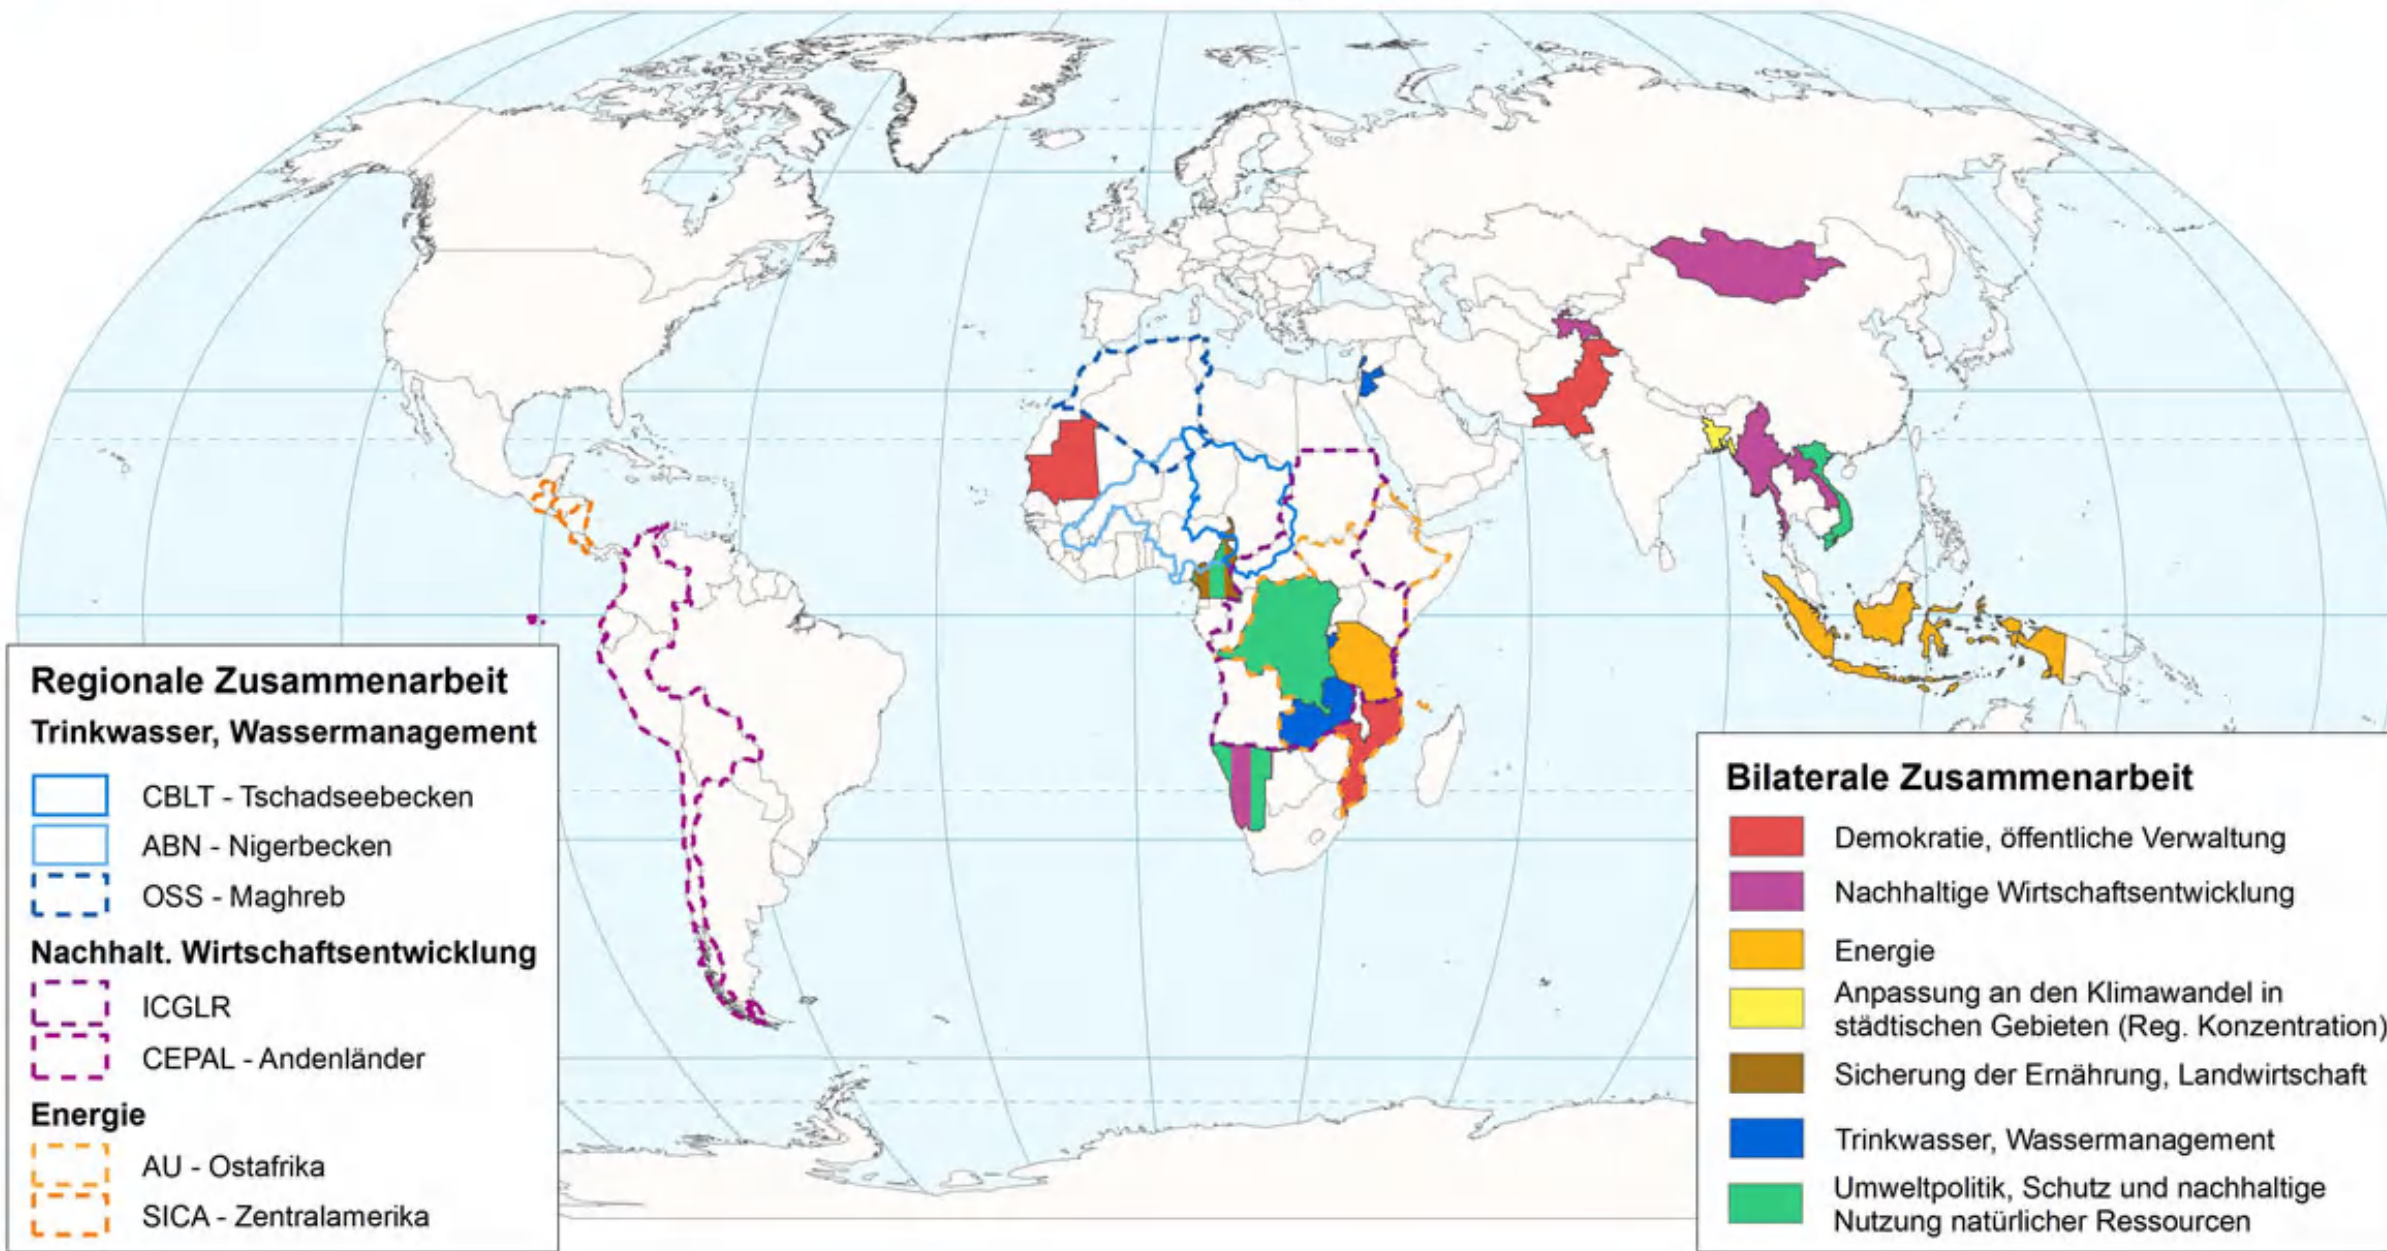 Regionale Zusammenarbeit
Trinkwasser, Wassermanagement
CBLT - Tschadseebecken
ABN - Nigerbecken
OSS - Maghreb
Nachhalt. Wirtschaftsentwicklung
ICGLR
CEPAL - Andenländer
Energie
AU - Ostafrika
SICA - Zentralamerika
Bilaterale Zusammenarbeit
Demokratie, öffentliche Verwaltung
Nachhaltige Wirtschaftsentwicklung
Energie
Anpassung an den Klimawandel in
städtischen Gebieten (Reg. Konzentration)
Sicherung der Ernährung, Landwirtschaft
Trinkwasser, Wassermanagement
Umweltpolitik, Schutz und nachhaltige
Nutzung natürlicher Ressourcen